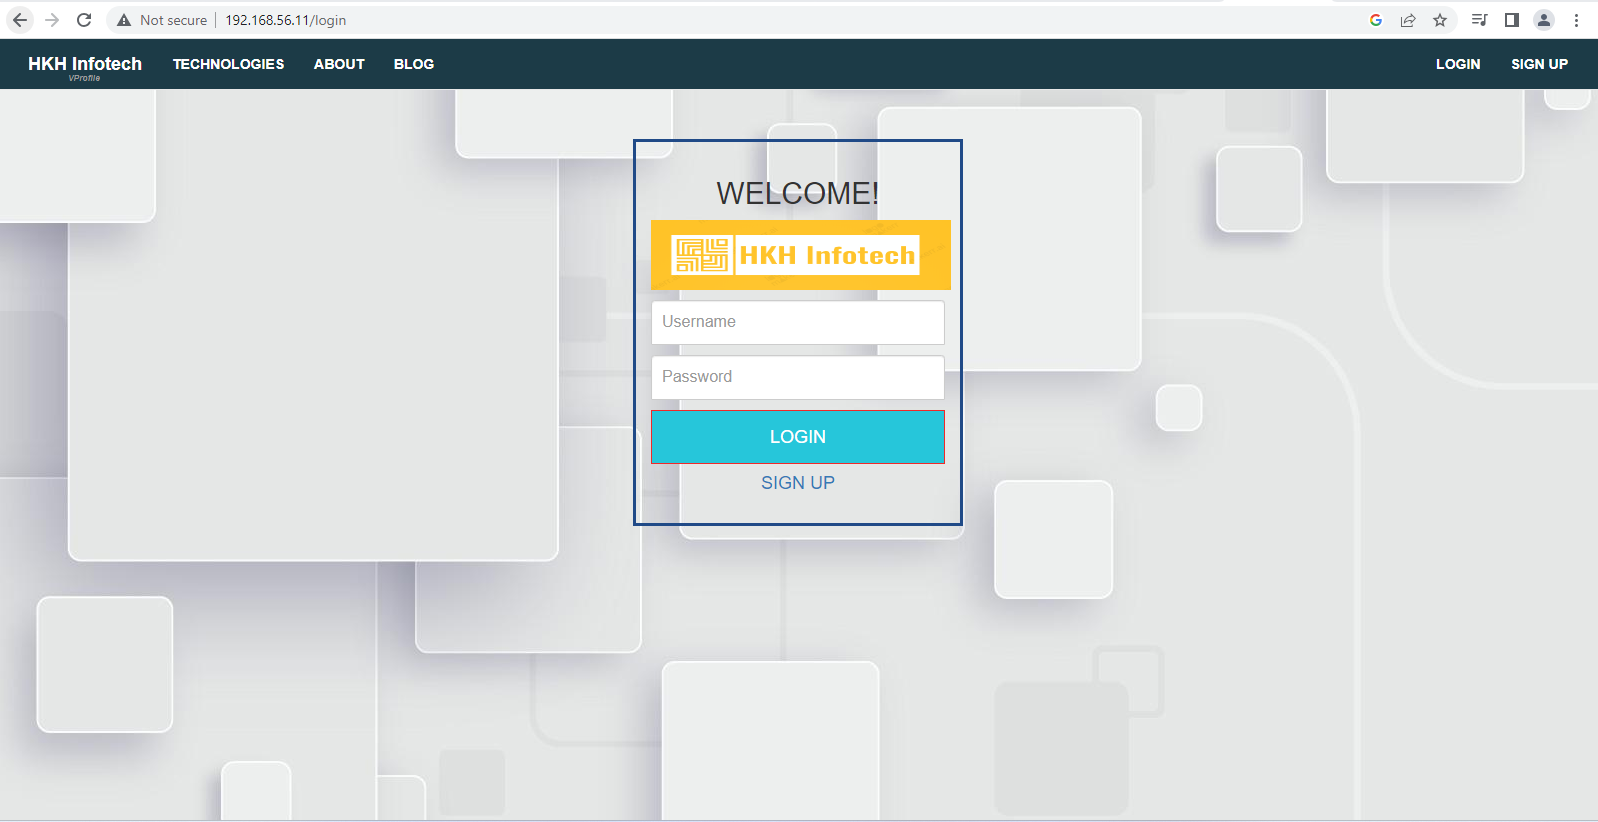 Not secure 192.168.56.11/login
HKH Infotech TECHNOLOGIES ABOUT BLOG LOGIN SIGN UP
VProfile
WELCOME!
HKH Infotech
Username
Password
LOGIN
SIGN UP